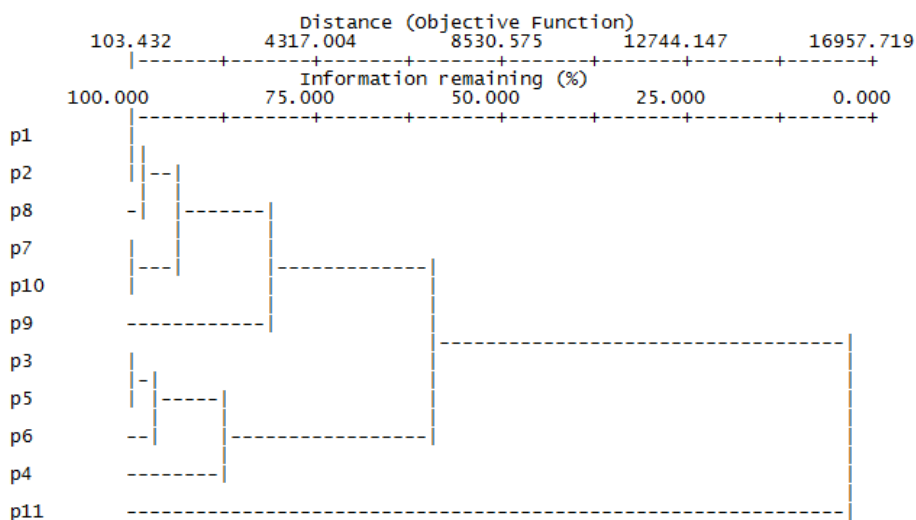 Distance (Objective Function)
103.432 4317.004 8530.575 12744.147 16957.719
Information remaining (%)
100.000 75.000 50.000 25.000 0.000
p1
p2
p8
p7
p10
p9
p3
p5
p6
p4
p11